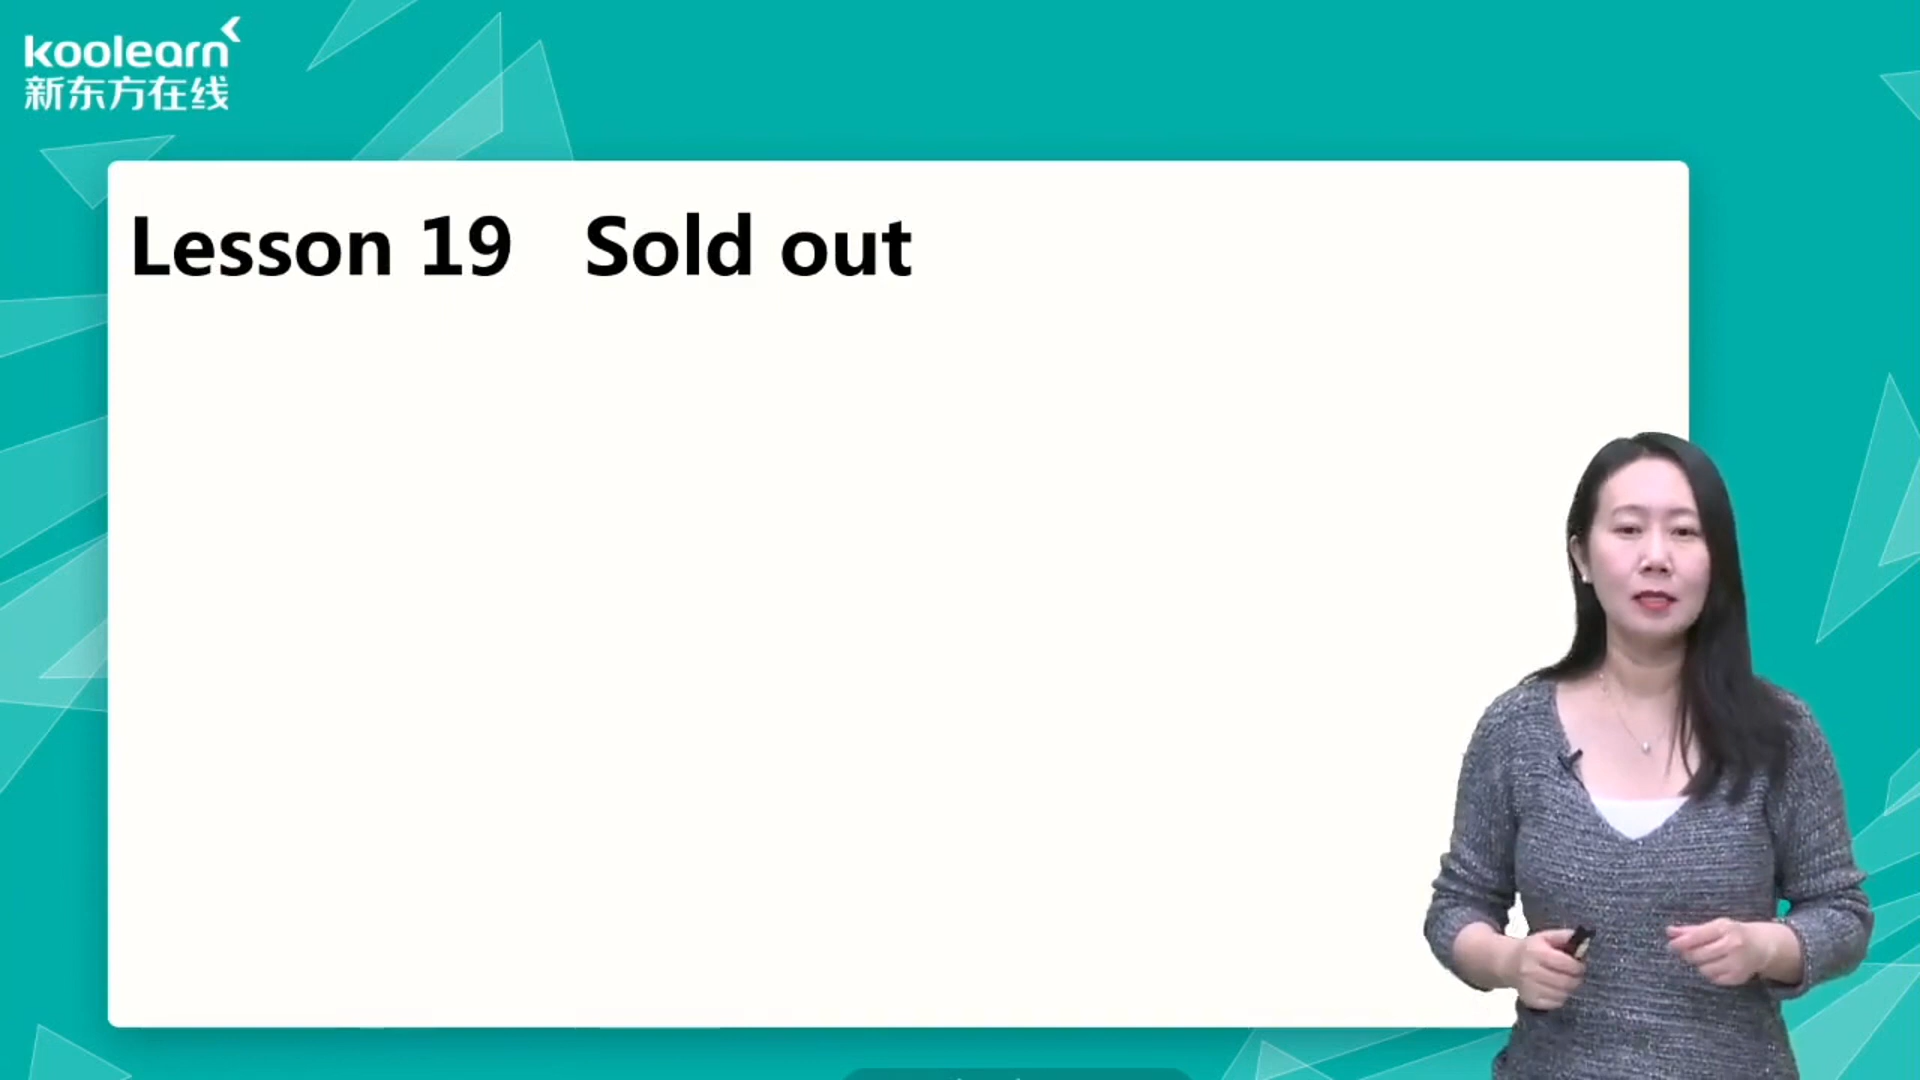 koolearn
新东方在线
Lesson 19 Sold out